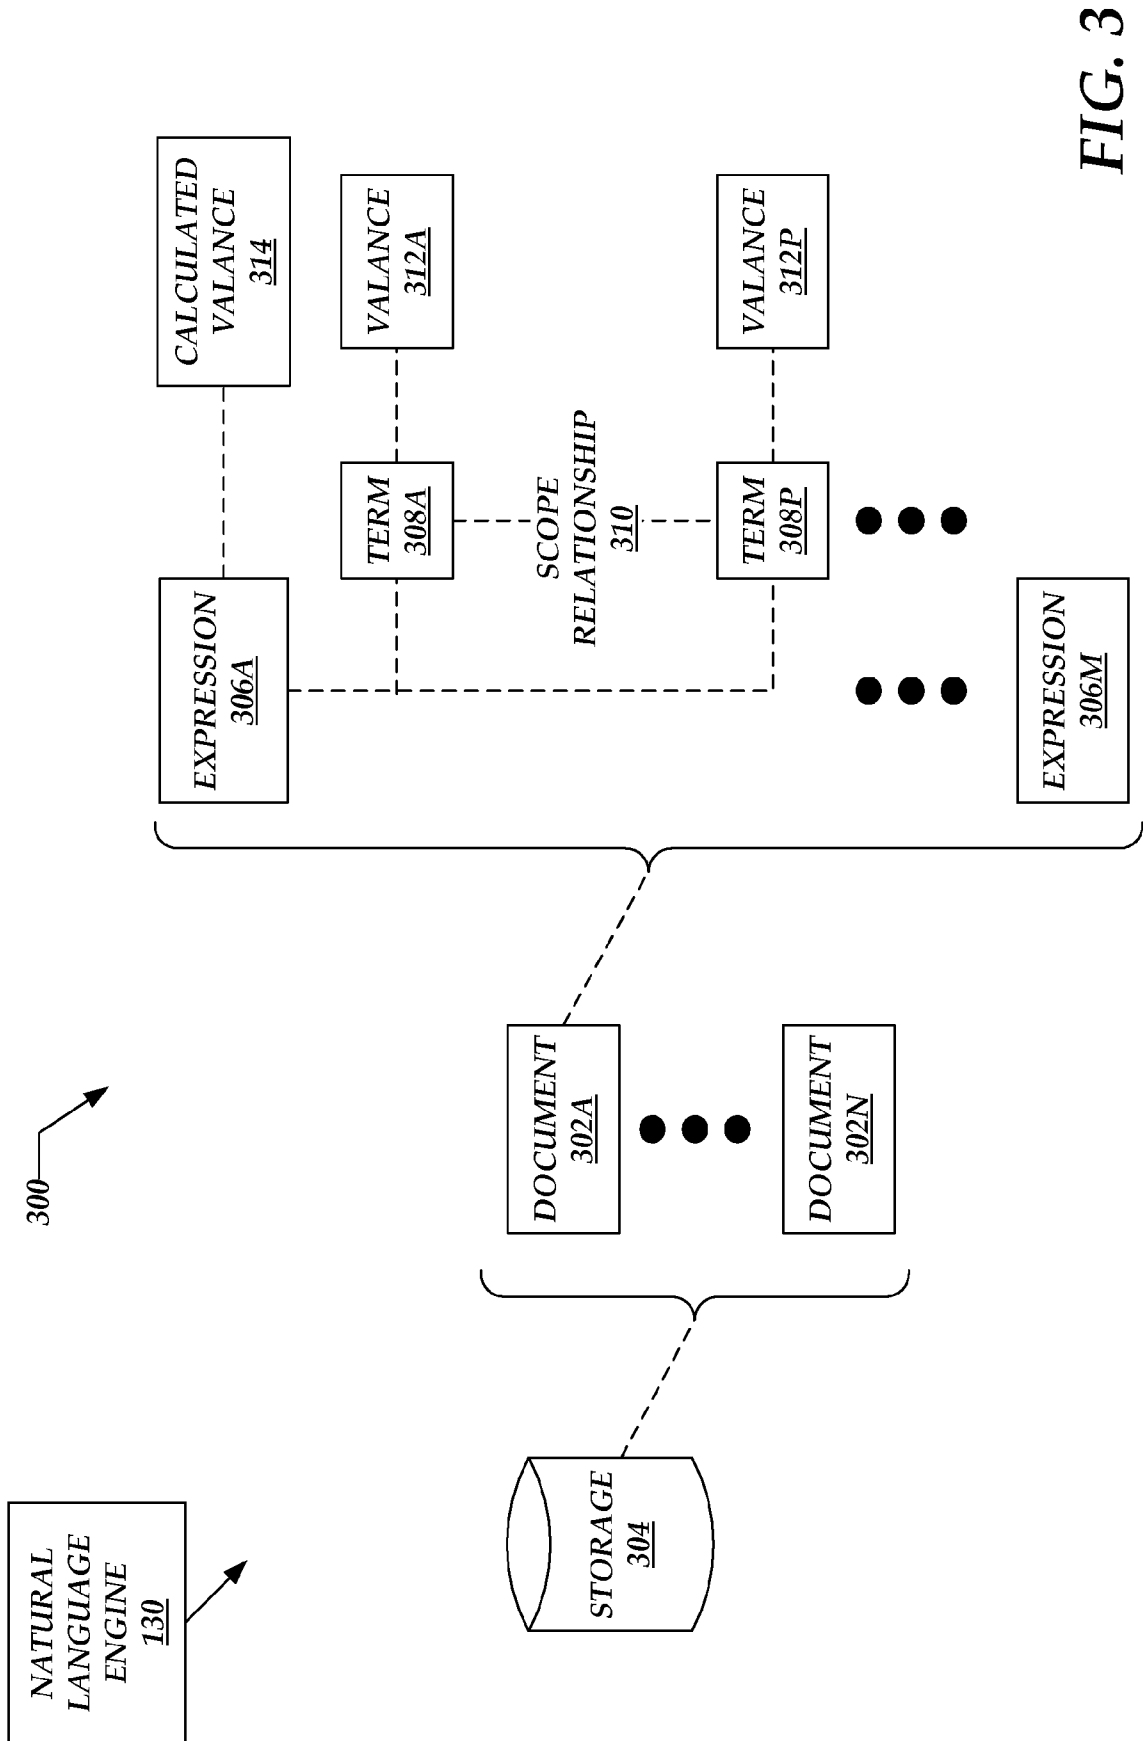 NATURAL
LANGUAGE
ENGINE
130
300
STORAGE
304
DOCUMENT
302A
DOCUMENT
302N
EXPRESSION
306A
CALCULATED
VALANCE
314
TERM
308A
VALANCE
312A
SCOPE
RELATIONSHIP
310
TERM
308P
VALANCE
312P
EXPRESSION
306M
FIG. 3